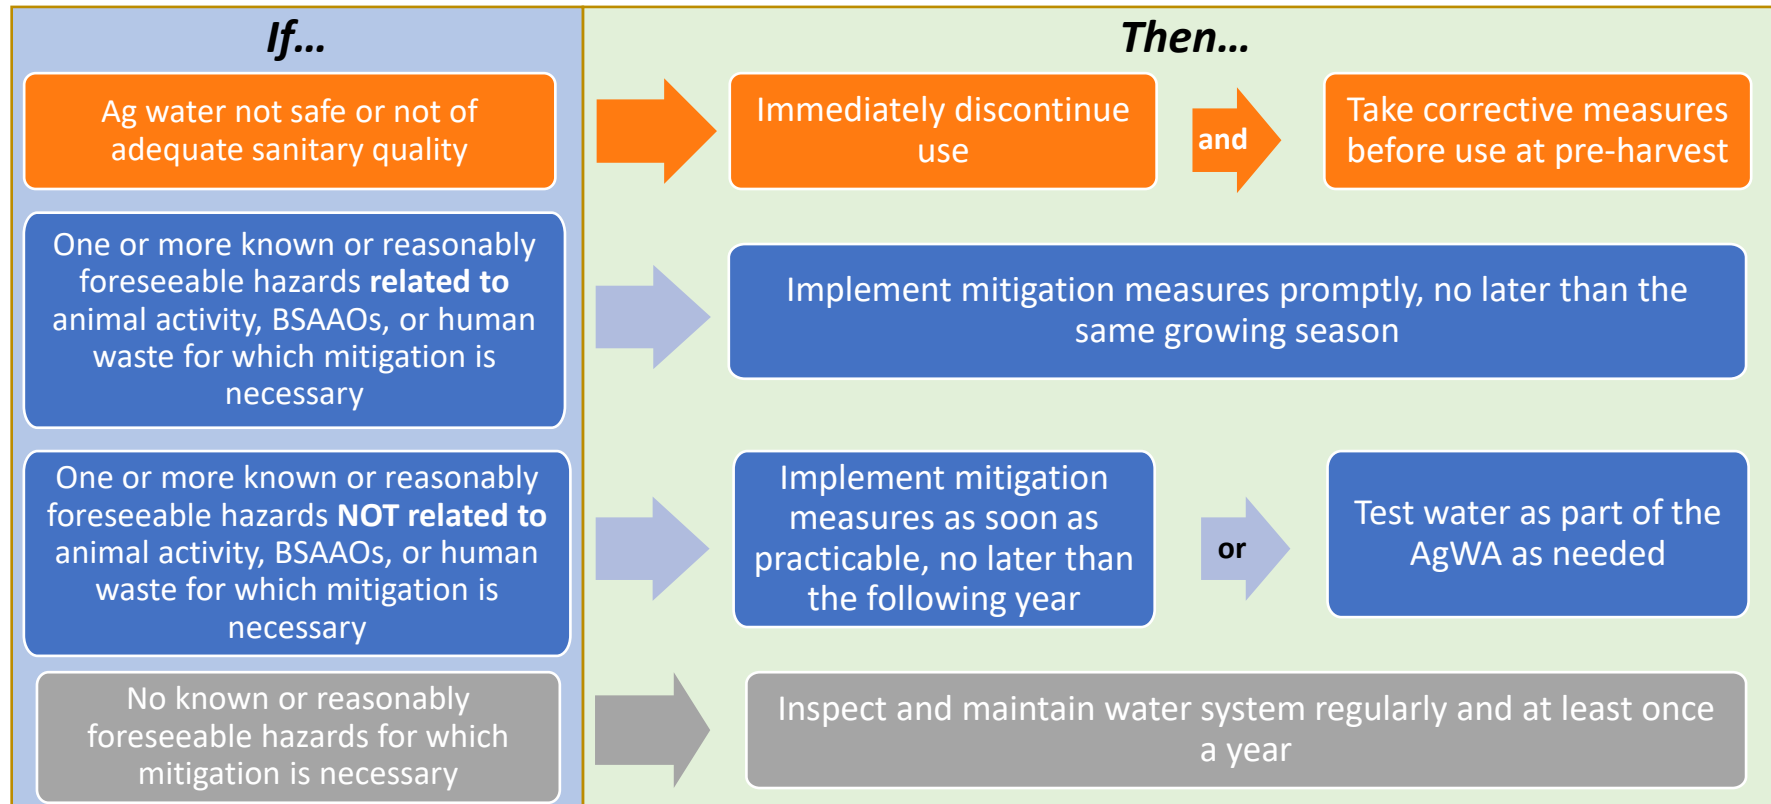 If...
Then...
Ag water not safe or not of
adequate sanitary quality
Immediately discontinue
use
and
Take corrective measures
before use at pre-harvest
One or more known or reasonably
foreseeable hazards related to
animal activity, BSAAOs, or human
waste for which mitigation is
necessary
Implement mitigation measures promptly, no later than the
same growing season
One or more known or reasonably
foreseeable hazards NOT related to
animal activity, BSAAOs, or human
waste for which mitigation is
necessary
Implement mitigation
measures as soon as
practicable, no later than
the following year
or
Test water as part of the
AgWA as needed
No known or reasonably
foreseeable hazards for which
mitigation is necessary
Inspect and maintain water system regularly and at least once
a year